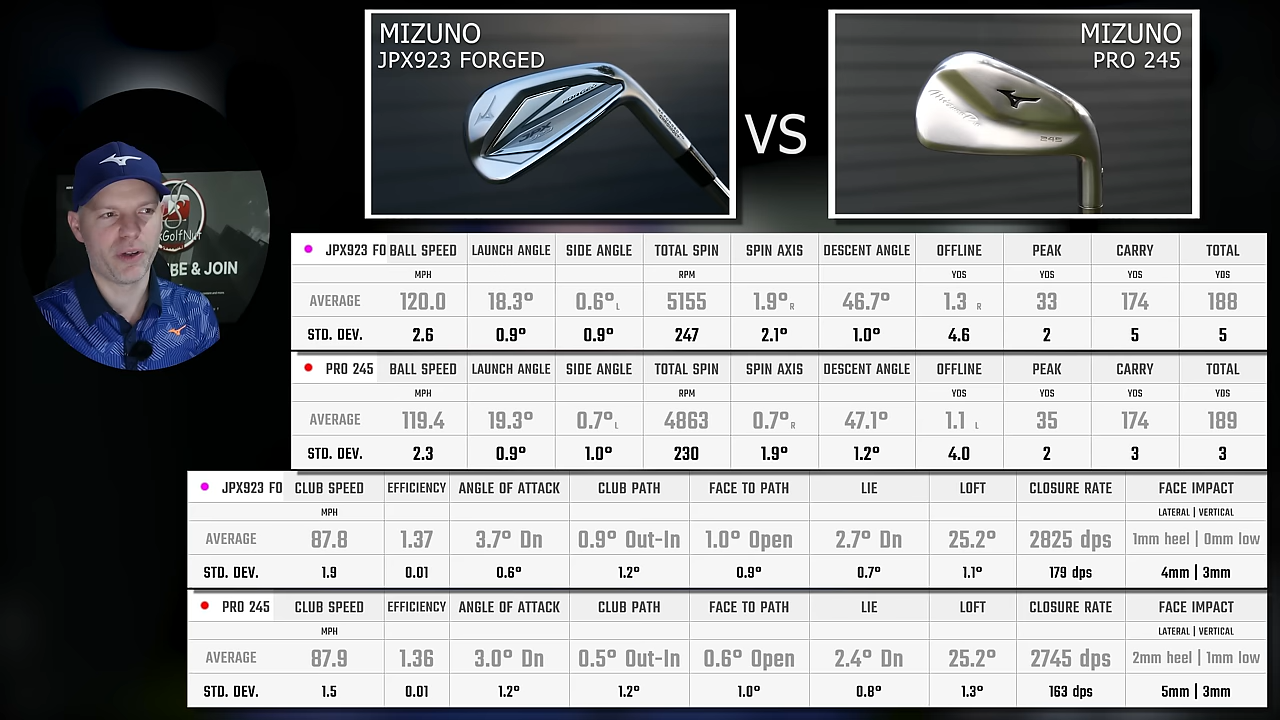 MIZUNO
JPX923 FORGED
VS
MIZUNO
PRO 245
GolfNut
BE & JOIN
JPX923 FO BALL SPEED LAUNCH ANGLE SIDE ANGLE TOTAL SPIN SPIN AXIS DESCENT ANGLE OFFLINE PEAK CARRY TOTAL
MPH RPM YDS YDS YDS YDS
AVERAGE 120.0 18.3° 0.6° L 5155 1.9° R 46.7° 1.3 R 33 174 188
STD. DEV. 2.6 0.9° 0.9° 247 2.1° 1.0° 4.6 2 5 5
PRO 245 BALL SPEED LAUNCH ANGLE SIDE ANGLE TOTAL SPIN SPIN AXIS DESCENT ANGLE OFFLINE PEAK CARRY TOTAL
MPH RPM YDS YDS YDS YDS
AVERAGE 119.4 19.3° 0.7° L 4863 0.7° R 47.1° 1.1 L 35 174 189
STD. DEV. 2.3 0.9° 1.0° 230 1.9° 1.2° 4.0 2 3 3
JPX923 FO CLUB SPEED EFFICIENCY ANGLE OF ATTACK CLUB PATH FACE TO PATH LIE LOFT CLOSURE RATE FACE IMPACT
MPH LATERAL | VERTICAL
AVERAGE 87.8 1.37 3.7° Dn 0.9° Out-In 1.0° Open 2.7° Dn 25.2° 2825 dps 1mm heel | 0mm low
STD. DEV. 1.9 0.01 0.6° 1.2° 0.9° 0.7° 1.1° 179 dps 4mm | 3mm
PRO 245 CLUB SPEED EFFICIENCY ANGLE OF ATTACK CLUB PATH FACE TO PATH LIE LOFT CLOSURE RATE FACE IMPACT
MPH LATERAL | VERTICAL
AVERAGE 87.9 1.36 3.0° Dn 0.5° Out-In 0.6° Open 2.4° Dn 25.2° 2745 dps 2mm heel | 1mm low
STD. DEV. 1.5 0.01 1.2° 1.2° 1.0° 0.8° 1.3° 163 dps 5mm | 3mm